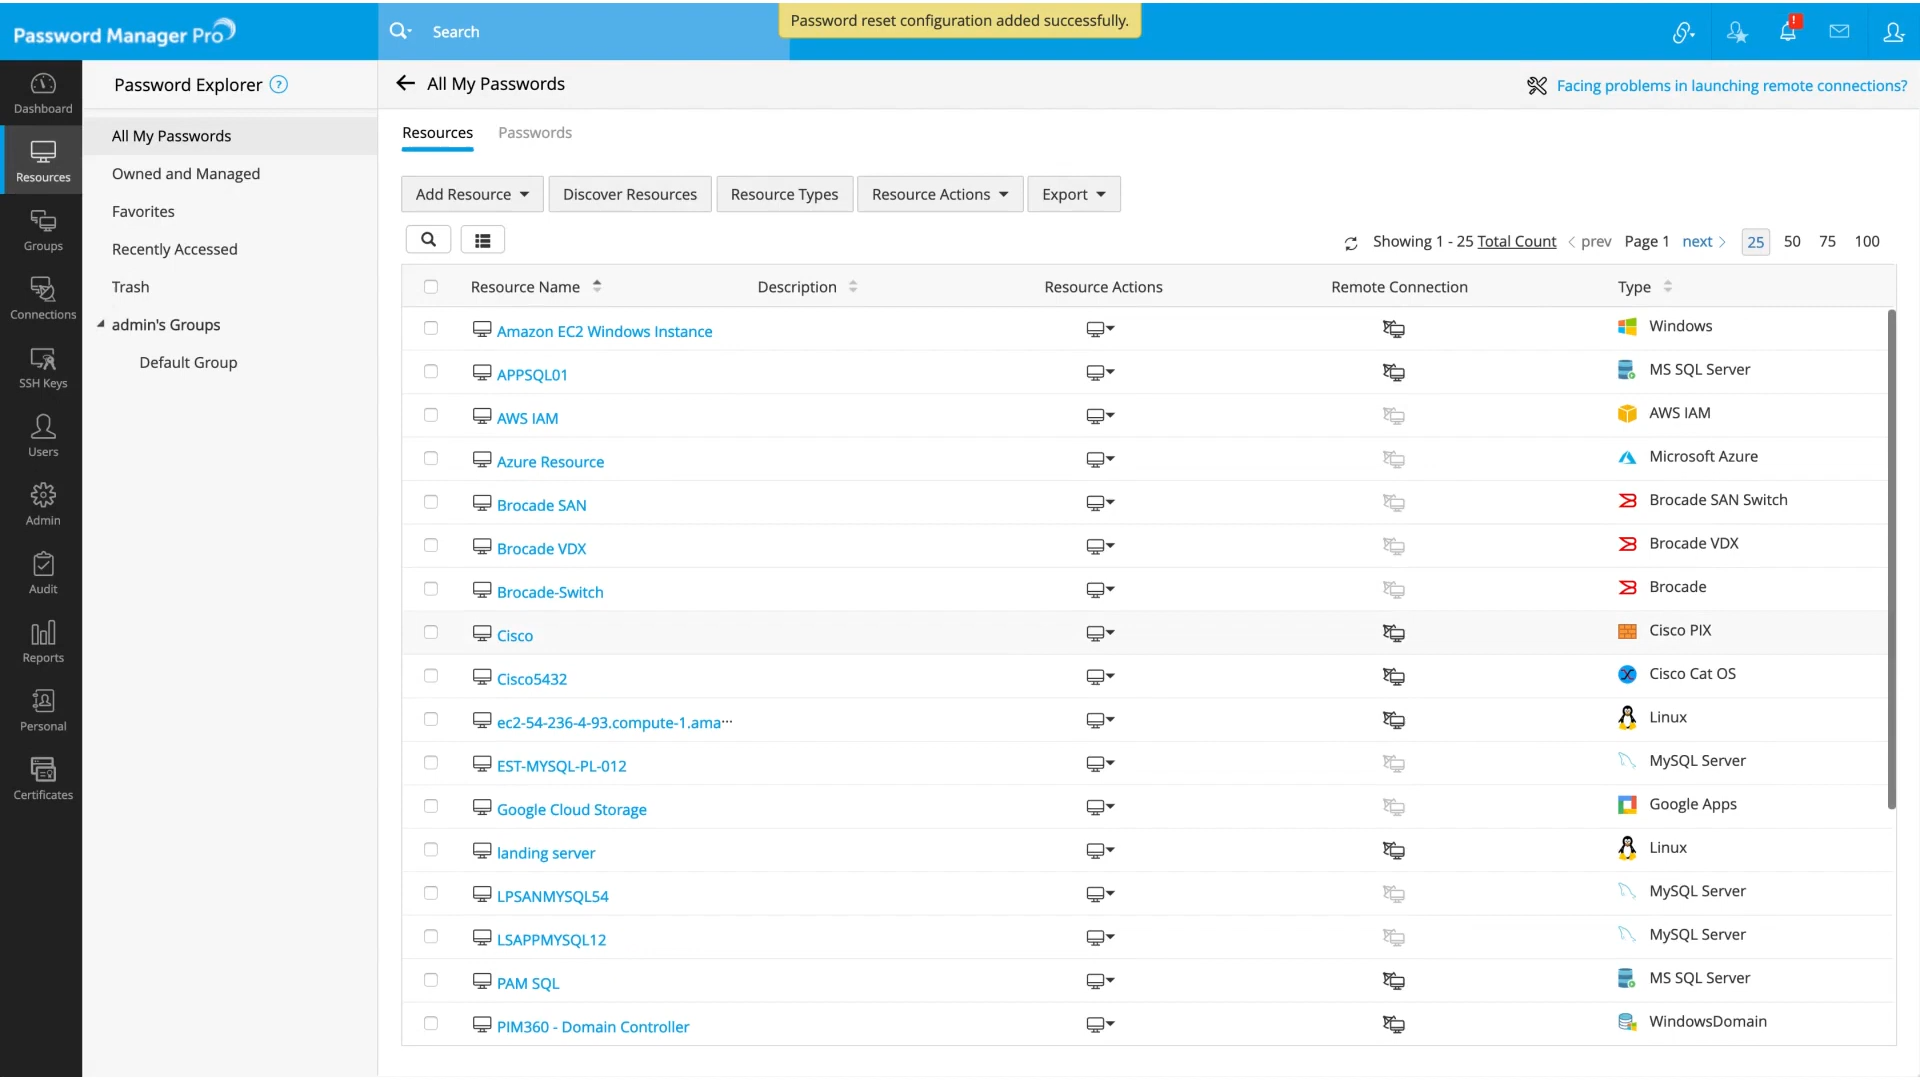 Password Manager Pro
Search
Password reset configuration added successfully.
!
Dashboard
Resources
Groups
Connections
SSH Keys
Users
Admin
Audit
Reports
Personal
Certificates
Password Explorer ?
All My Passwords
Owned and Managed
Favorites
Recently Accessed
Trash
admin's Groups
Default Group
All My Passwords
Facing problems in launching remote connections?
Resources Passwords
Add Resource Discover Resources Resource Types Resource Actions Export
Showing 1 - 25 Total Count < prev Page 1 next > 25 50 75 100
Resource Name Description Resource Actions Remote Connection Type
Amazon EC2 Windows Instance Windows
APPSQL01 MS SQL Server
AWS IAM AWS IAM
Azure Resource Microsoft Azure
Brocade SAN Brocade SAN Switch
Brocade VDX Brocade VDX
Brocade-Switch Brocade
Cisco Cisco PIX
Cisco5432 Cisco Cat OS
ec2-54-236-4-93.compute-1.ama... Linux
EST-MYSQL-PL-012 MySQL Server
Google Cloud Storage Google Apps
landing server Linux
LPSANMYSQL54 MySQL Server
LSAPPMYSQL12 MySQL Server
PAM SQL MS SQL Server
PIM360 - Domain Controller WindowsDomain